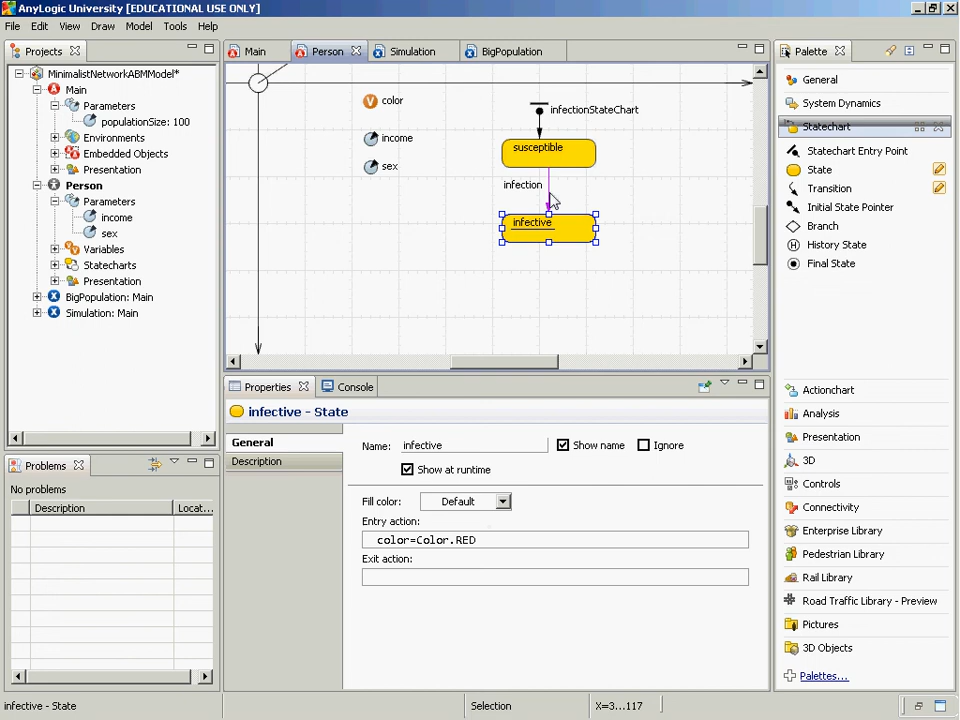 AnyLogic University [EDUCATIONAL USE ONLY]
File Edit View Draw Model Tools Help
Projects
MinimalistNetworkABMModel*
Main
Parameters
populationSize: 100
Environments
Embedded Objects
Presentation
Person
Parameters
income
sex
Variables
Statecharts
Presentation
BigPopulation: Main
Simulation: Main
Problems
No problems
Description Locat...
Main Person Simulation BigPopulation
V color
income
sex
infectionStateChart
susceptible
infection
infective
Properties Console
infective - State
General
Description
Name: infective Show name Ignore
Show at runtime
Fill color: Default
Entry action:
color=Color.RED
Exit action:
Palette
General
System Dynamics
Statechart
Statechart Entry Point
State
Transition
Initial State Pointer
Branch
H History State
Final State
Actionchart
Analysis
Presentation
3D
Controls
Connectivity
Enterprise Library
Pedestrian Library
Rail Library
Road Traffic Library - Preview
Pictures
3D Objects
Palettes...
infective - State Selection X=3...117